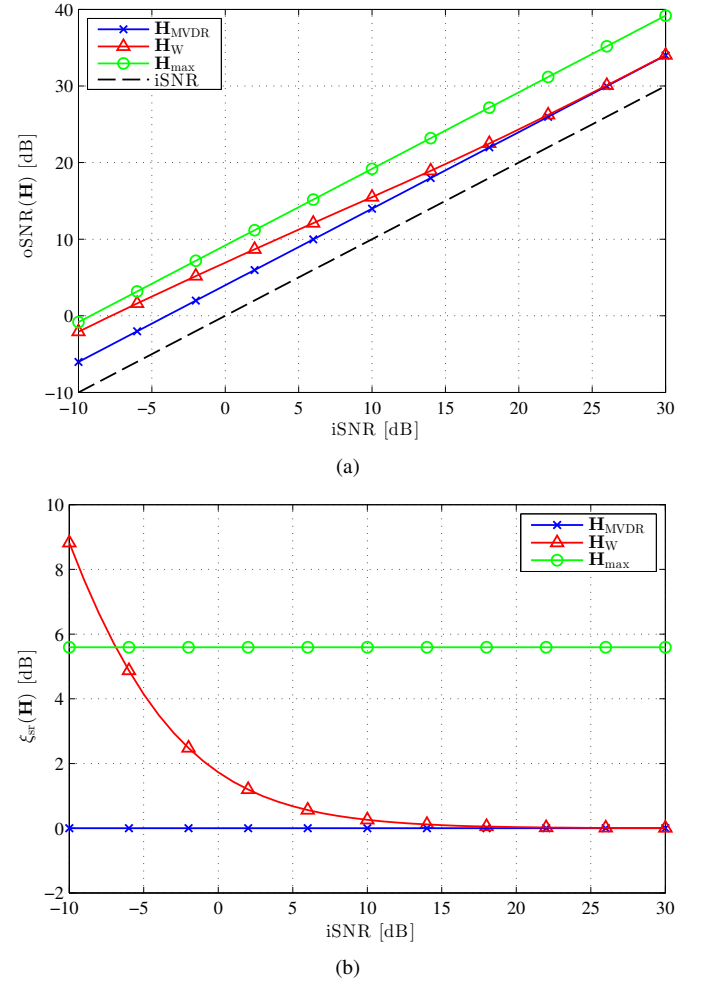 40
30
20
10
0
−10
oSNR(H) [dB]
H_MVDR
H_W
H_max
iSNR
−10 −5 0 5 10 15 20 25 30
iSNR [dB]
(a)
10
8
6
4
2
0
−2
ξ_sr(H) [dB]
H_MVDR
H_W
H_max
−10 −5 0 5 10 15 20 25 30
iSNR [dB]
(b)